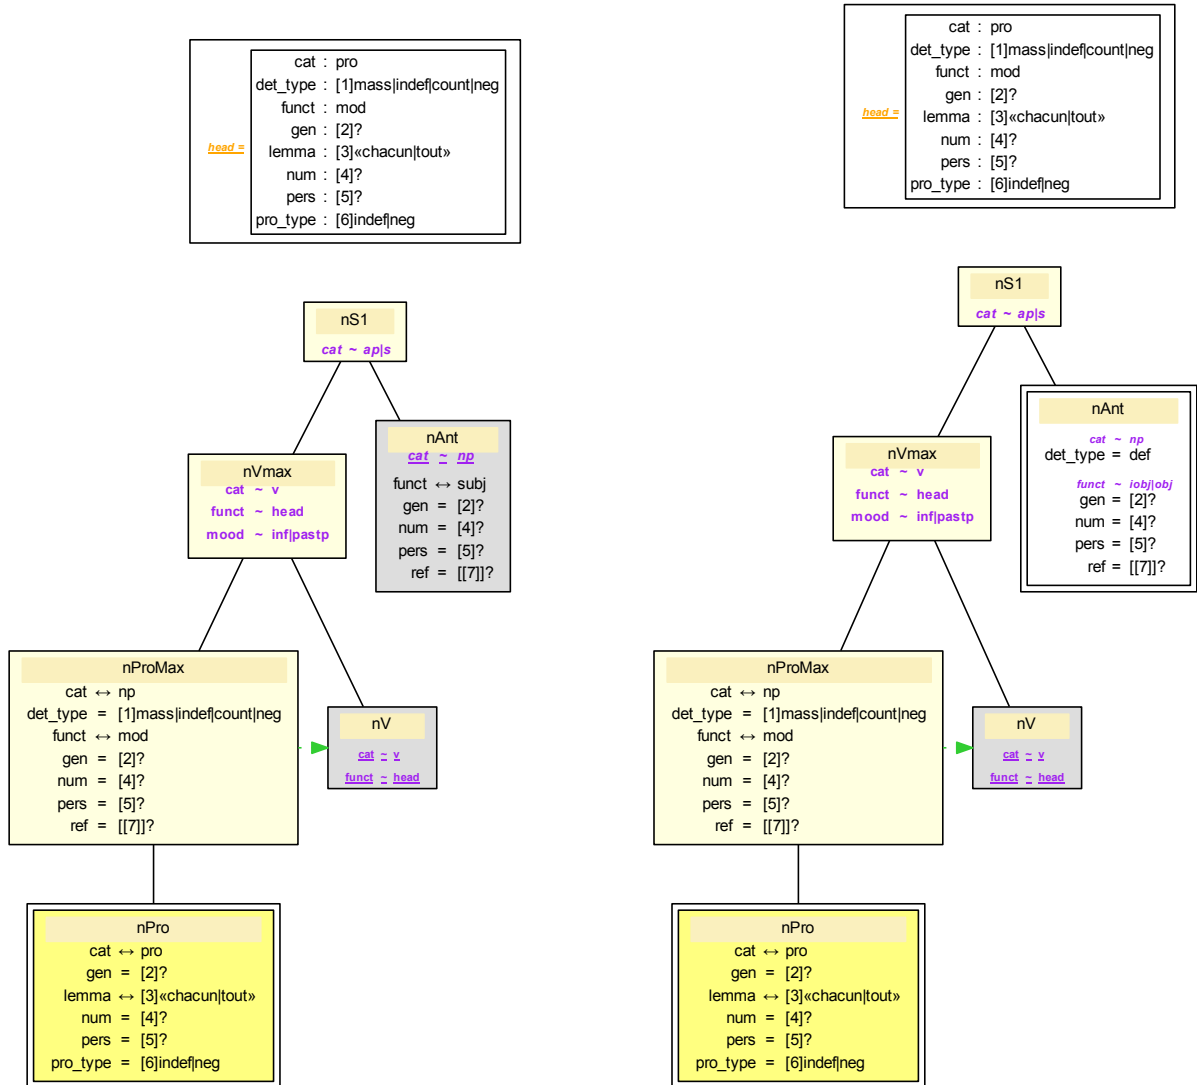 head =
cat : pro
det_type : [1]mass|indef|count|neg
funct : mod
gen : [2]?
lemma : [3]«chacun|tout»
num : [4]?
pers : [5]?
pro_type : [6]indef|neg
nS1
cat ~ ap|s
nAnt
cat ~ np
funct ↔ subj
gen = [2]?
num = [4]?
pers = [5]?
ref = [[7]]?
nVmax
cat ~ v
funct ~ head
mood ~ inf|pastp
nProMax
cat ↔ np
det_type = [1]mass|indef|count|neg
funct ↔ mod
gen = [2]?
num = [4]?
pers = [5]?
ref = [[7]]?
nV
cat ~ v
funct ~ head
nPro
cat ↔ pro
gen = [2]?
lemma ↔ [3]«chacun|tout»
num = [4]?
pers = [5]?
pro_type = [6]indef|neg
head =
cat : pro
det_type : [1]mass|indef|count|neg
funct : mod
gen : [2]?
lemma : [3]«chacun|tout»
num : [4]?
pers : [5]?
pro_type : [6]indef|neg
nS1
cat ~ ap|s
nAnt
cat ~ np
det_type = def
funct ~ iobj|obj
gen = [2]?
num = [4]?
pers = [5]?
ref = [[7]]?
nVmax
cat ~ v
funct ~ head
mood ~ inf|pastp
nProMax
cat ↔ np
det_type = [1]mass|indef|count|neg
funct ↔ mod
gen = [2]?
num = [4]?
pers = [5]?
ref = [[7]]?
nV
cat ~ v
funct ~ head
nPro
cat ↔ pro
gen = [2]?
lemma ↔ [3]«chacun|tout»
num = [4]?
pers = [5]?
pro_type = [6]indef|neg